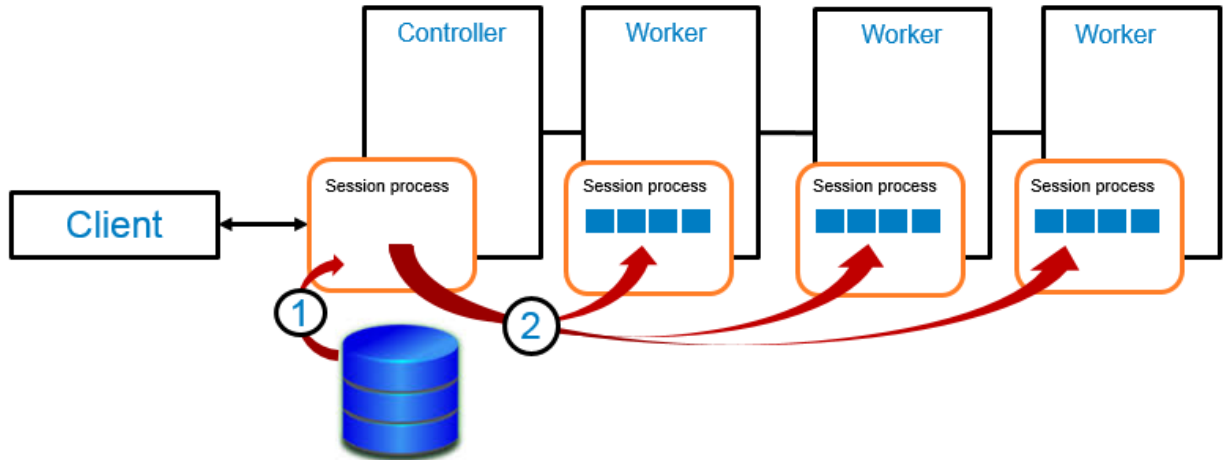 Controller
Worker
Worker
Worker
Session process
Session process
Session process
Session process
Client
1
2